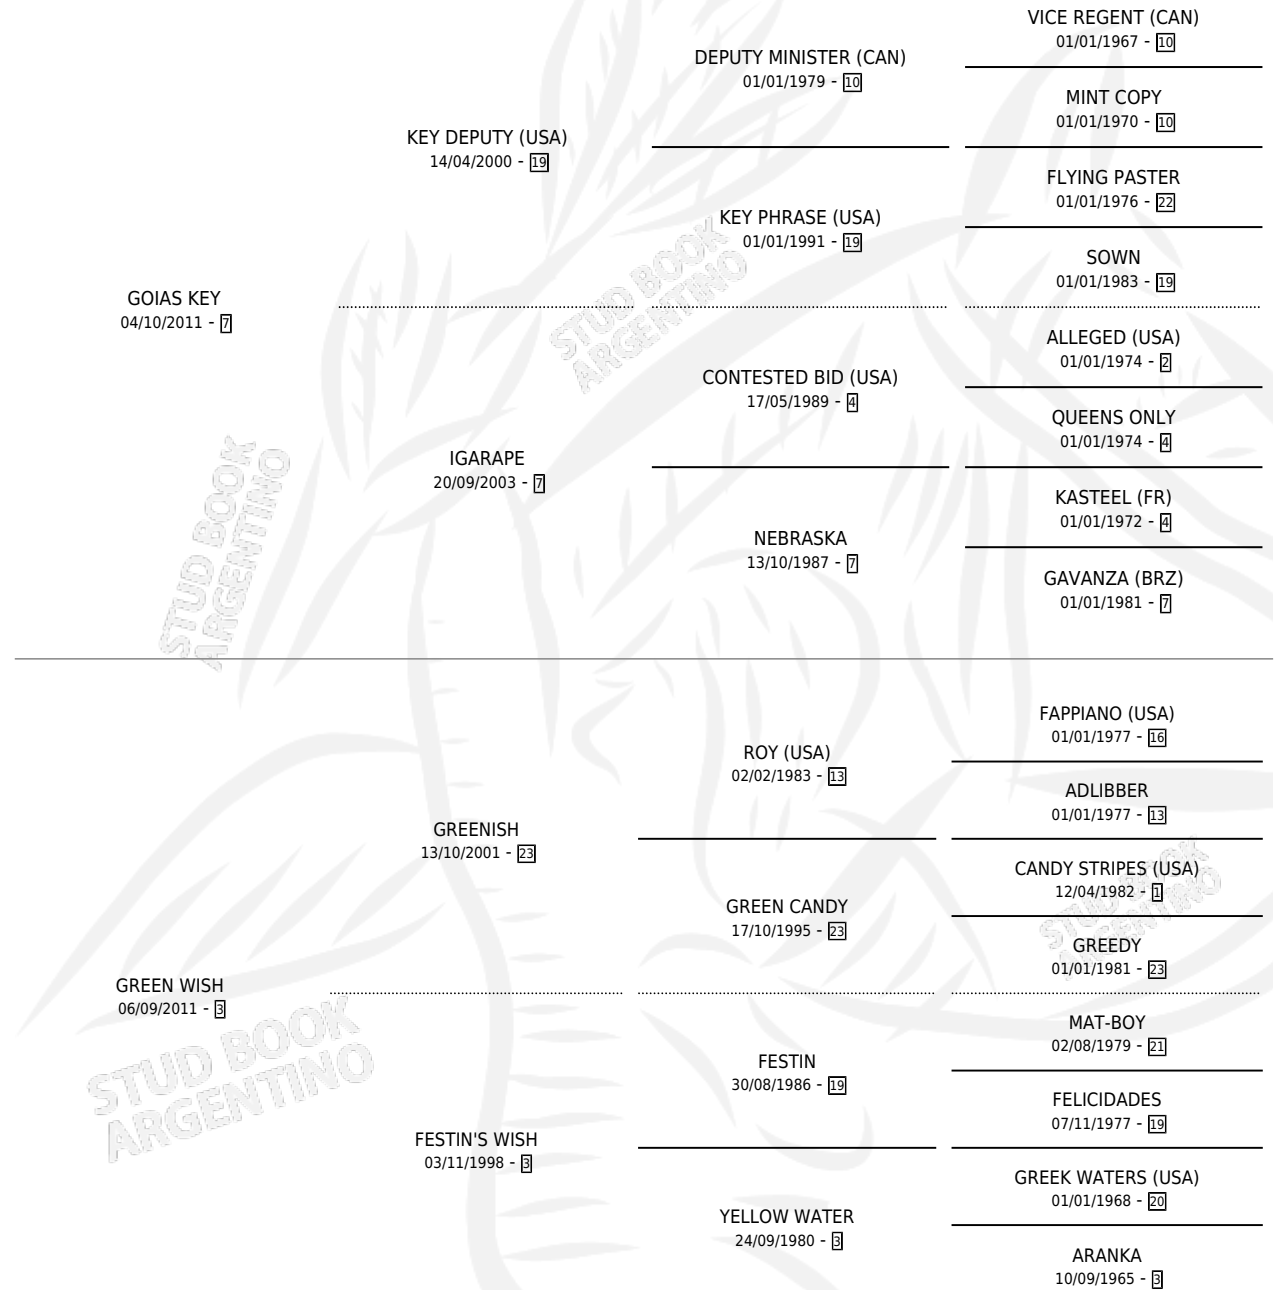 VICE REGENT (CAN)
01/01/1967 - 10
DEPUTY MINISTER (CAN)
01/01/1979 - 10
MINT COPY
01/01/1970 - 10
KEY DEPUTY (USA)
14/04/2000 - 19
FLYING PASTER
01/01/1976 - 22
KEY PHRASE (USA)
01/01/1991 - 19
SOWN
01/01/1983 - 19
GOIAS KEY
04/10/2011 - 7
ALLEGED (USA)
01/01/1974 - 2
CONTESTED BID (USA)
17/05/1989 - 4
QUEENS ONLY
01/01/1974 - 4
IGARAPE
20/09/2003 - 7
KASTEEL (FR)
01/01/1972 - 4
NEBRASKA
13/10/1987 - 7
GAVANZA (BRZ)
01/01/1981 - 7
FAPPIANO (USA)
01/01/1977 - 16
ROY (USA)
02/02/1983 - 13
ADLIBBER
01/01/1977 - 13
GREENISH
13/10/2001 - 23
CANDY STRIPES (USA)
12/04/1982 - 1
GREEN CANDY
17/10/1995 - 23
GREEDY
01/01/1981 - 23
GREEN WISH
06/09/2011 - 3
MAT-BOY
02/08/1979 - 21
FESTIN
30/08/1986 - 19
FELICIDADES
07/11/1977 - 19
FESTIN'S WISH
03/11/1998 - 3
GREEK WATERS (USA)
01/01/1968 - 20
YELLOW WATER
24/09/1980 - 3
ARANKA
10/09/1965 - 3
STUD BOOK
ARGENTINO
STUD BOOK
ARGENTINO
STUD BOOK
ARGENTINO
STUD BOOK
ARGENTINO